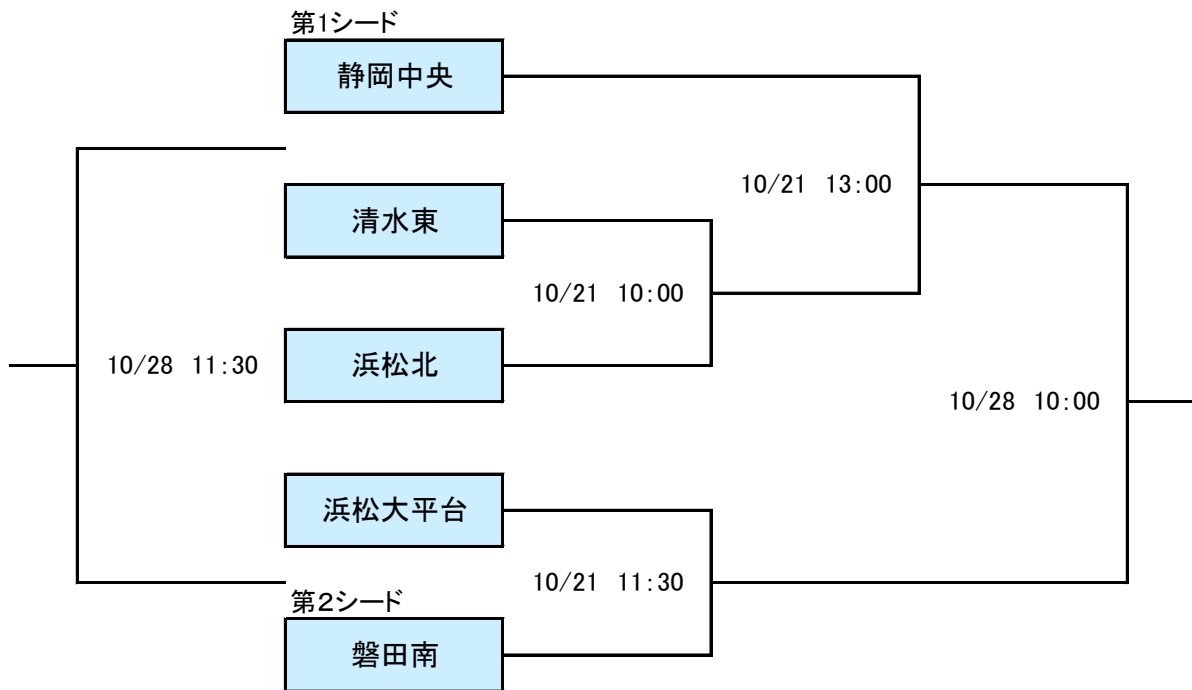 第1シード
静岡中央
10/21 13:00
清水東
10/21 10:00
浜松北
10/28 11:30
10/28 10:00
浜松大平台
10/21 11:30
第2シード
磐田南